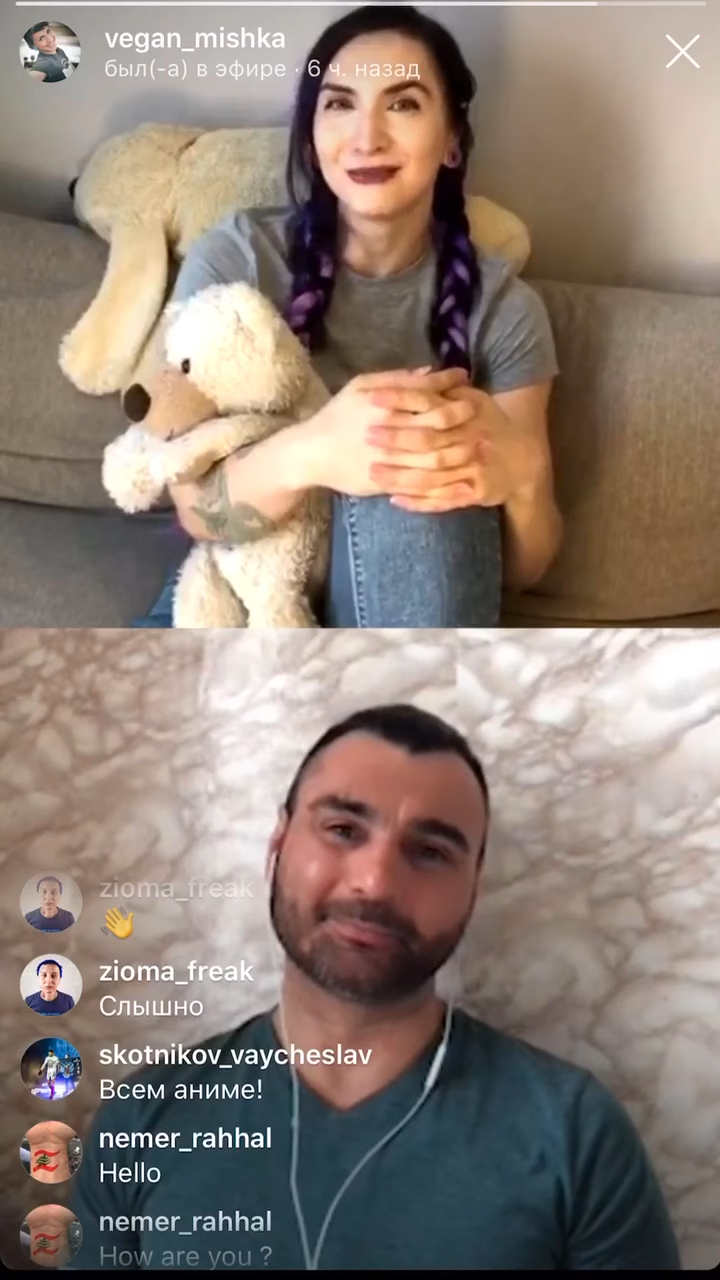 vegan_mishka
был(-а) в эфире · 6 ч. назад
zioma_freak
👋
zioma_freak
Слышно
skotnikov_vaycheslav
Всем аниме!
nemer_rahhal
Hello
nemer_rahhal
How are you ?